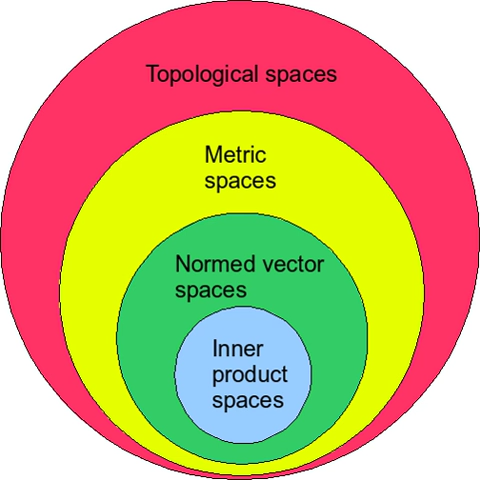 Topological spaces
Metric
spaces
Normed vector
spaces
Inner
product
spaces